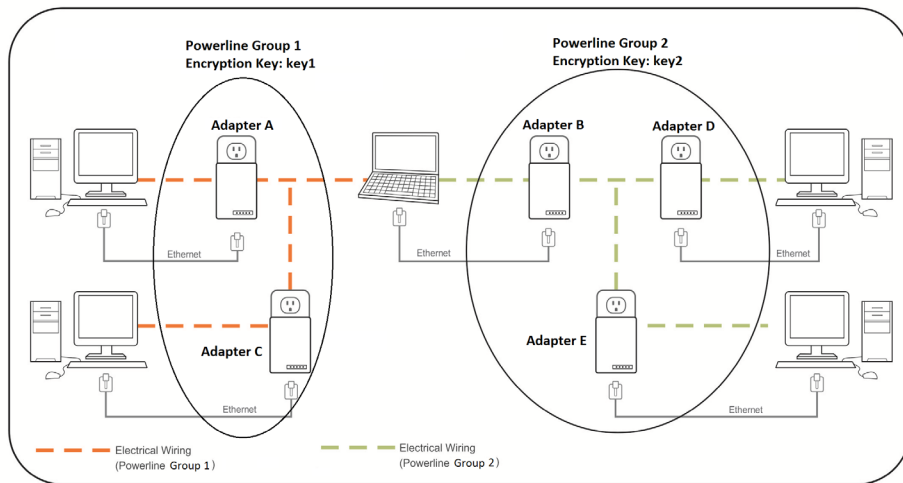 Powerline Group 1
Encryption Key: key1
Powerline Group 2
Encryption Key: key2
Adapter A
Adapter B
Adapter D
Ethernet
Ethernet
Ethernet
Adapter C
Adapter E
Ethernet
Ethernet
Electrical Wiring
(Powerline Group 1)
Electrical Wiring
(Powerline Group 2)